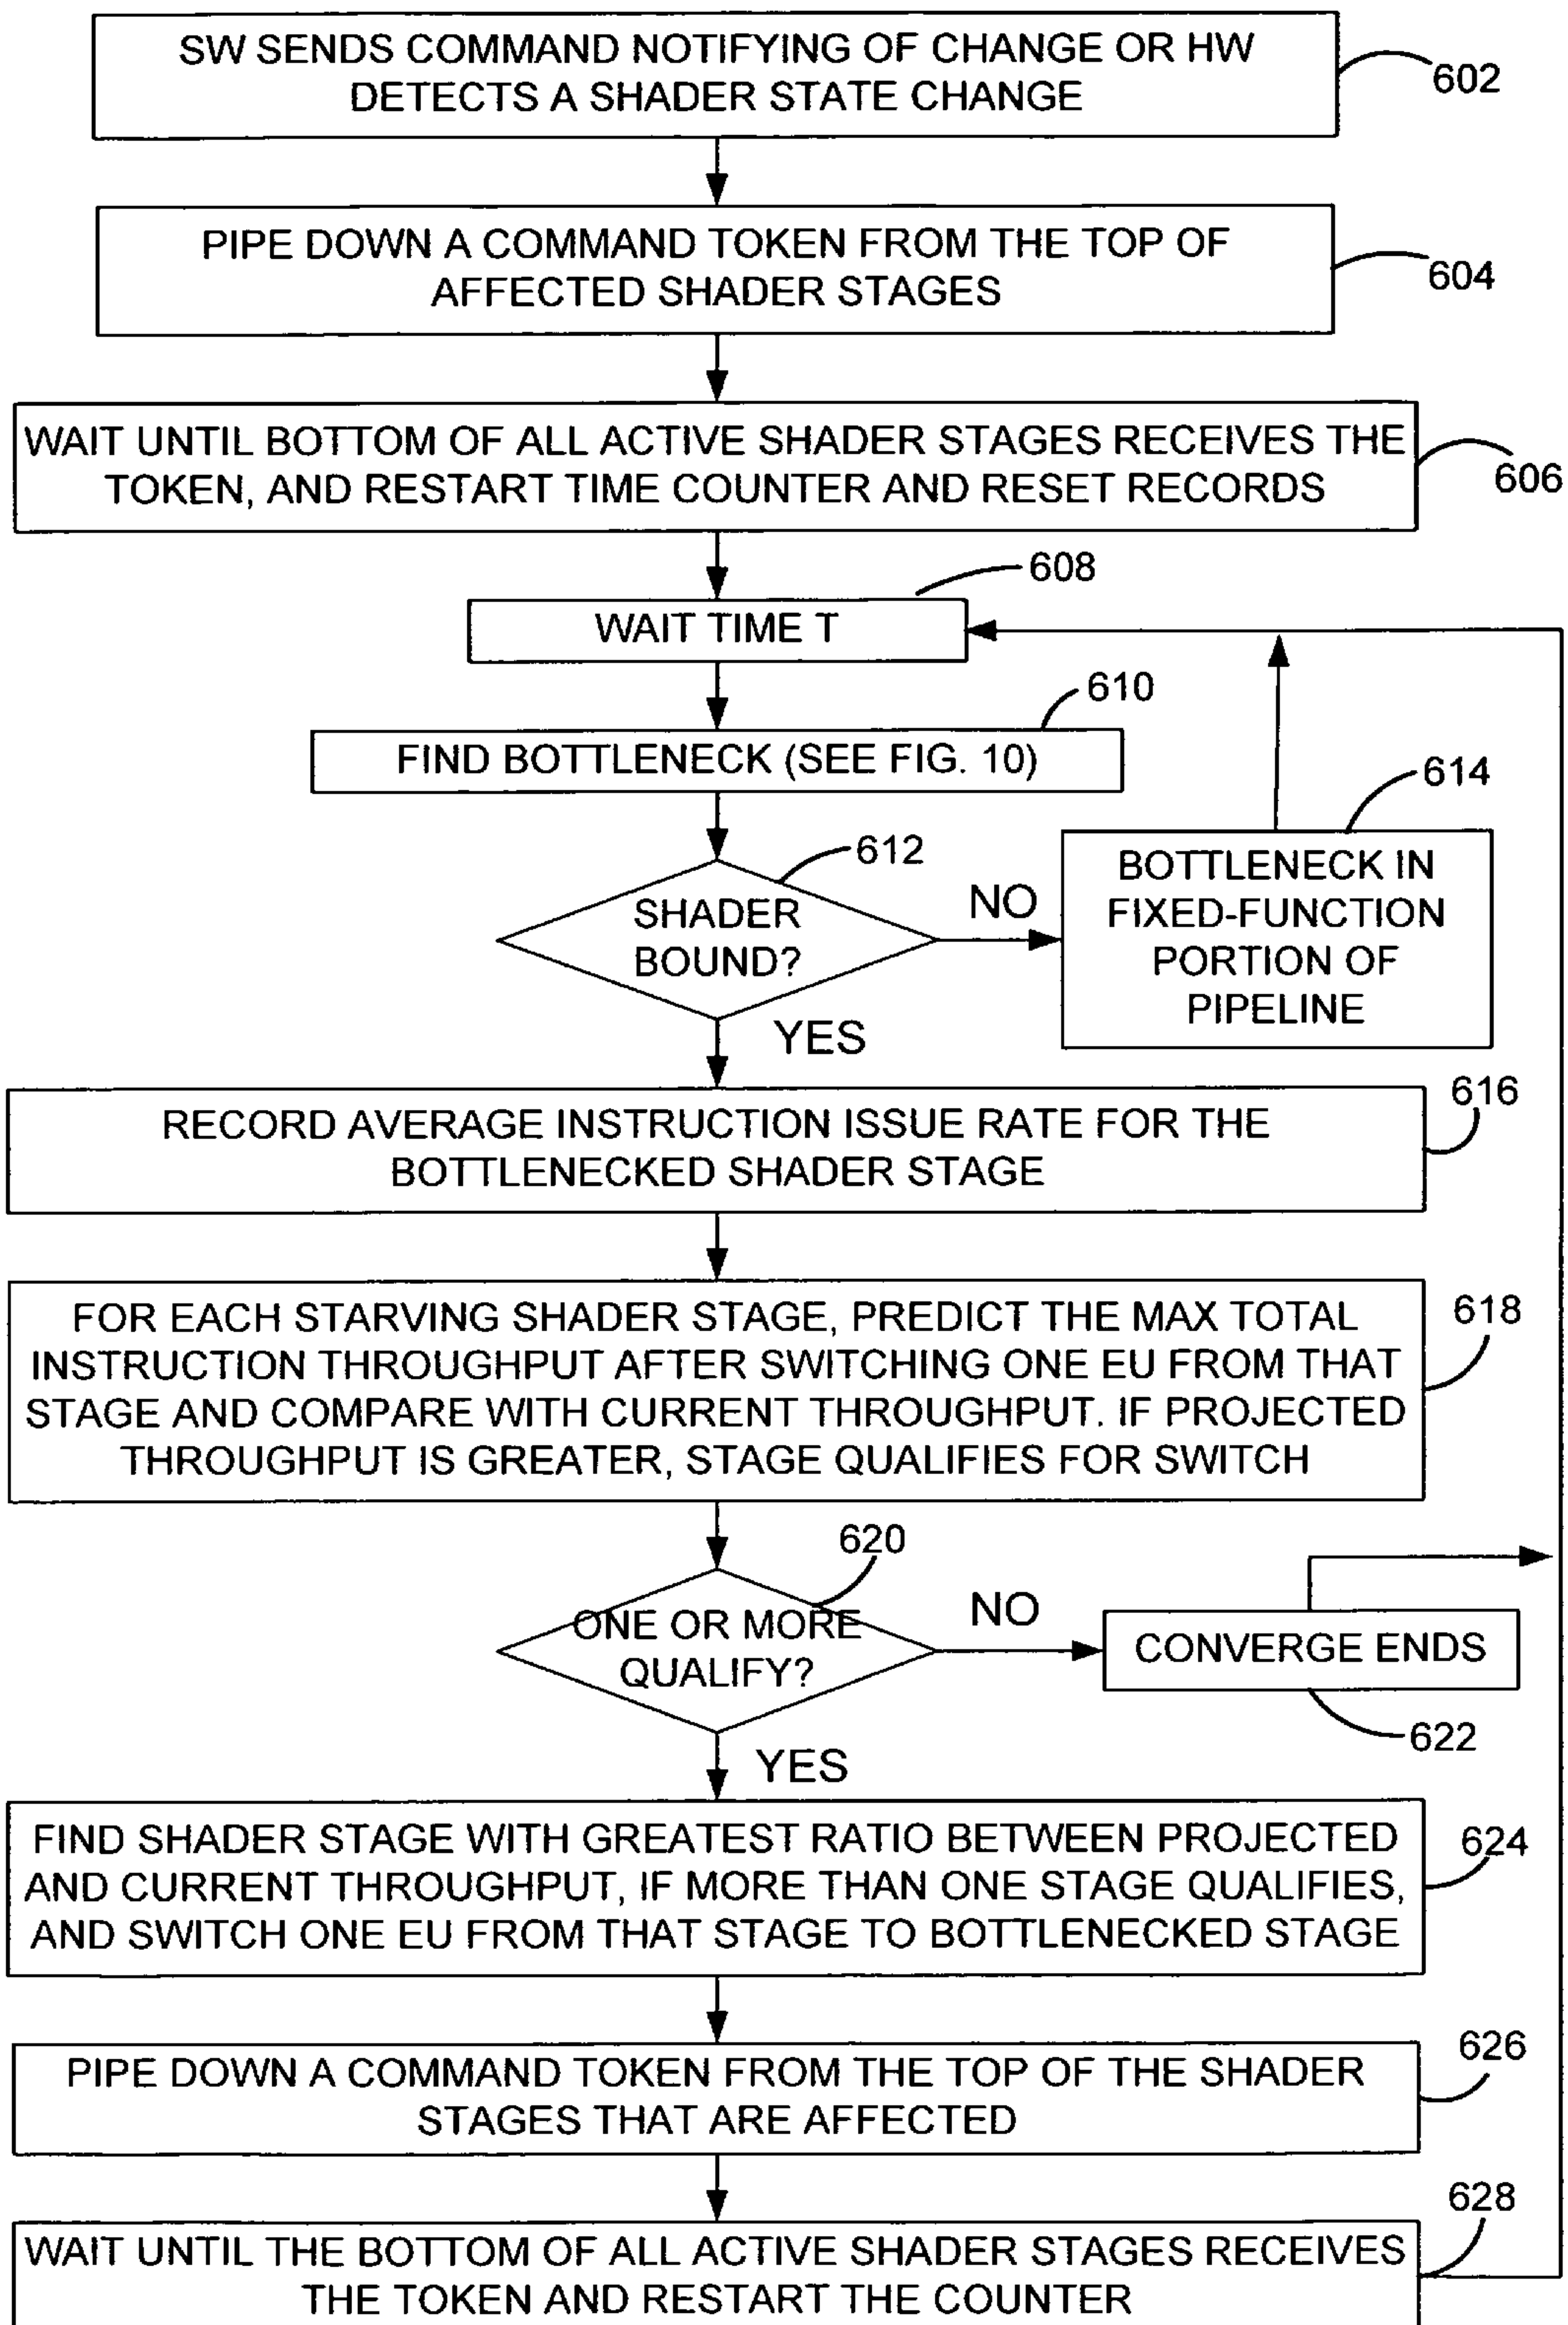 SW SENDS COMMAND NOTIFYING OF CHANGE OR HW
DETECTS A SHADER STATE CHANGE
602
PIPE DOWN A COMMAND TOKEN FROM THE TOP OF
AFFECTED SHADER STAGES
604
WAIT UNTIL BOTTOM OF ALL ACTIVE SHADER STAGES RECEIVES THE
TOKEN, AND RESTART TIME COUNTER AND RESET RECORDS
606
608
WAIT TIME T
610
FIND BOTTLENECK (SEE FIG. 10)
612
SHADER
BOUND?
NO
614
BOTTLENECK IN
FIXED-FUNCTION
PORTION OF
PIPELINE
YES
616
RECORD AVERAGE INSTRUCTION ISSUE RATE FOR THE
BOTTLENECKED SHADER STAGE
618
FOR EACH STARVING SHADER STAGE, PREDICT THE MAX TOTAL
INSTRUCTION THROUGHPUT AFTER SWITCHING ONE EU FROM THAT
STAGE AND COMPARE WITH CURRENT THROUGHPUT. IF PROJECTED
THROUGHPUT IS GREATER, STAGE QUALIFIES FOR SWITCH
620
ONE OR MORE
QUALIFY?
NO
CONVERGE ENDS
622
YES
624
FIND SHADER STAGE WITH GREATEST RATIO BETWEEN PROJECTED
AND CURRENT THROUGHPUT, IF MORE THAN ONE STAGE QUALIFIES,
AND SWITCH ONE EU FROM THAT STAGE TO BOTTLENECKED STAGE
626
PIPE DOWN A COMMAND TOKEN FROM THE TOP OF THE SHADER
STAGES THAT ARE AFFECTED
628
WAIT UNTIL THE BOTTOM OF ALL ACTIVE SHADER STAGES RECEIVES
THE TOKEN AND RESTART THE COUNTER